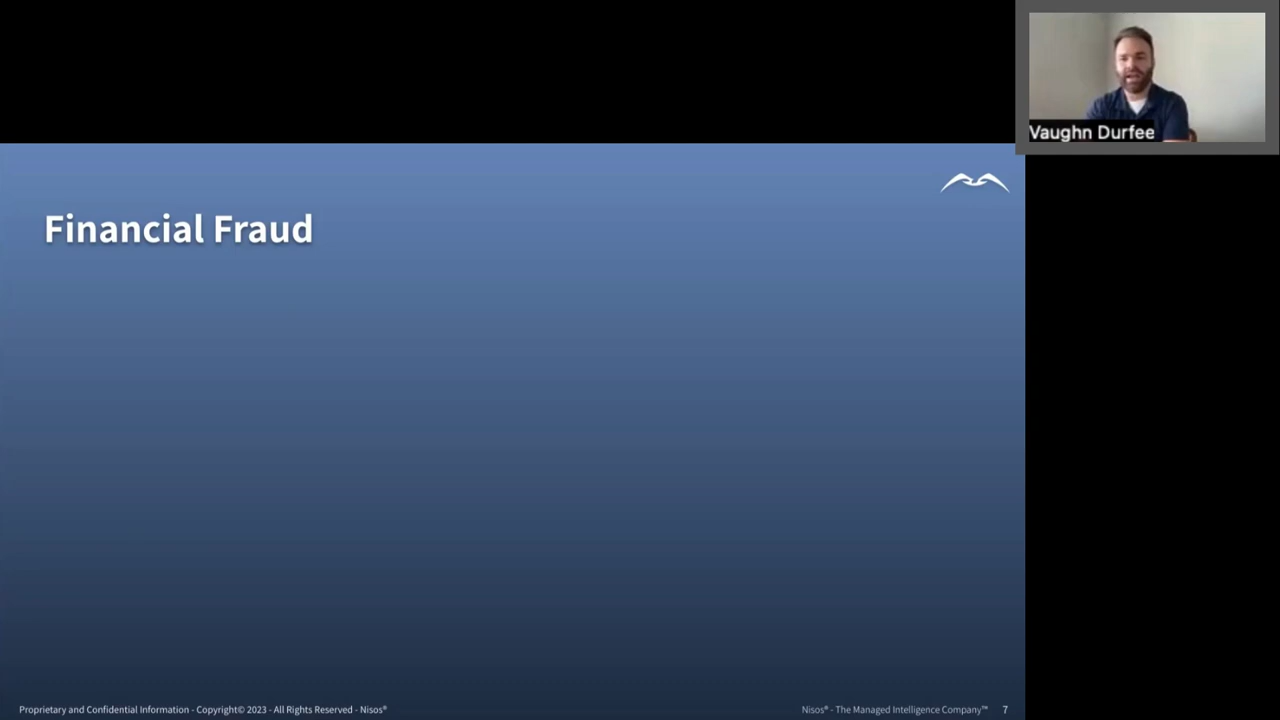 Vaughn Durfee
Financial Fraud
Proprietary and Confidential Information - Copyright© 2023 - All Rights Reserved - Nisos®
Nisos® - The Managed Intelligence Company™ 7